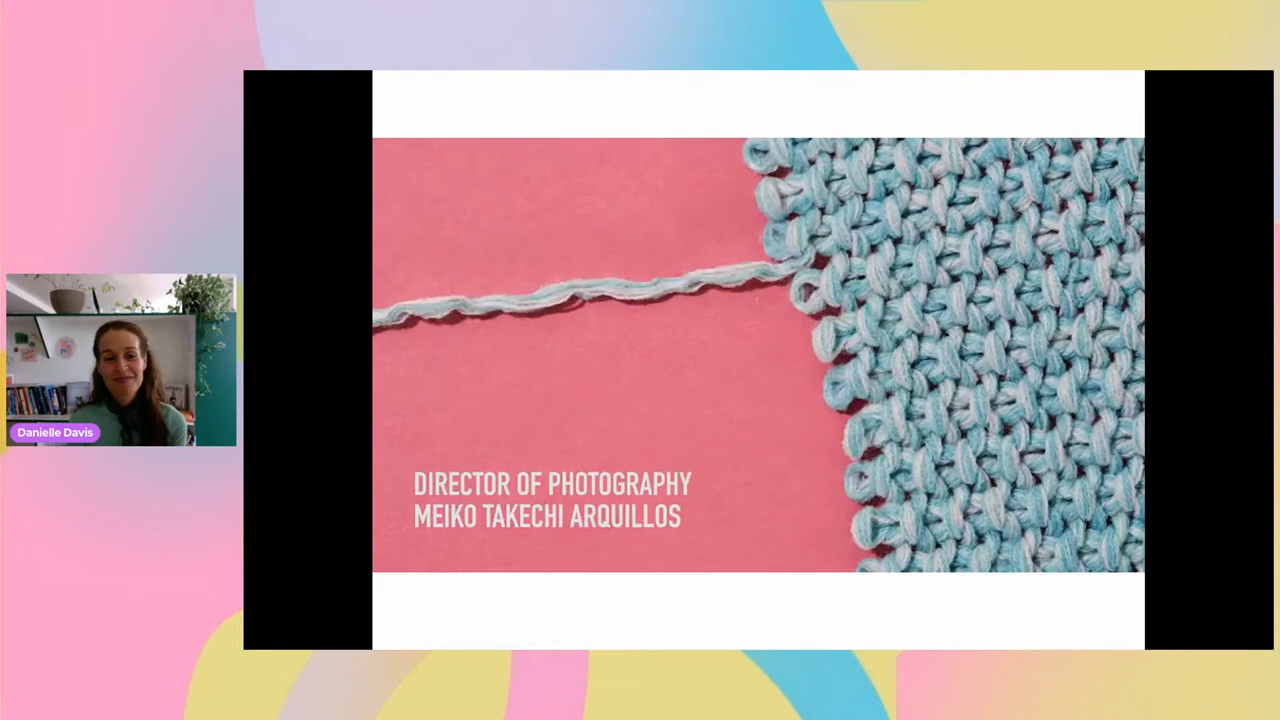 DIRECTOR OF PHOTOGRAPHY
MEIKO TAKECHI ARQUILLOS
Danielle Davis